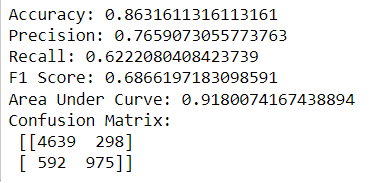 Accuracy: 0.8631611316113161
Precision: 0.7659073055773763
Recall: 0.6222080408423739
F1 Score: 0.6866197183098591
Area Under Curve: 0.9180074167438894
Confusion Matrix:
[[4639 298]
[ 592 975]]